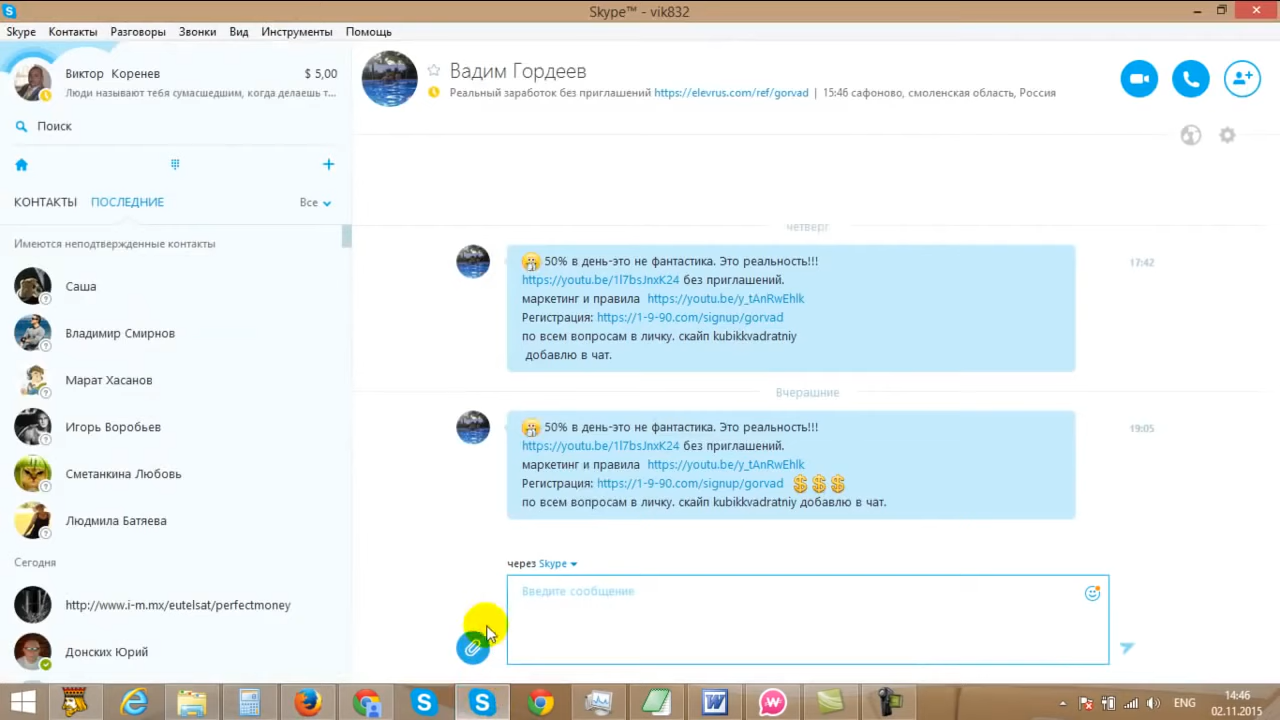 Skype™ - vik832
Skype Контакты Разговоры Звонки Вид Инструменты Помощь
Виктор Коренев $ 5,00
Люди называют тебя сумасшедшим, когда делаешь т...
Поиск
КОНТАКТЫ ПОСЛЕДНИЕ Все
Имеются неподтвержденные контакты
Саша
Владимир Смирнов
Марат Хасанов
Игорь Воробьев
Сметанкина Любовь
Людмила Батяева
Сегодня
http://www.i-m.mx/eutelsat/perfectmoney
Донских Юрий
Вадим Гордеев
Реальный заработок без приглашений https://elevrus.com/ref/gorvad | 15:46 сафоново, смоленская область, Россия
четверг
50% в день-это не фантастика. Это реальность!!! 17:42
https://youtu.be/1l7bsJnxK24 без приглашений.
маркетинг и правила https://youtu.be/y_tAnRwEhlk
Регистрация: https://1-9-90.com/signup/gorvad
по всем вопросам в личку. скайп kubikkvadratniy
добавлю в чат.
Вчерашние
50% в день-это не фантастика. Это реальность!!! 19:05
https://youtu.be/1l7bsJnxK24 без приглашений.
маркетинг и правила https://youtu.be/y_tAnRwEhlk
Регистрация: https://1-9-90.com/signup/gorvad
по всем вопросам в личку. скайп kubikkvadratniy добавлю в чат.
через Skype
Введите сообщение
ENG
14:46
02.11.2015